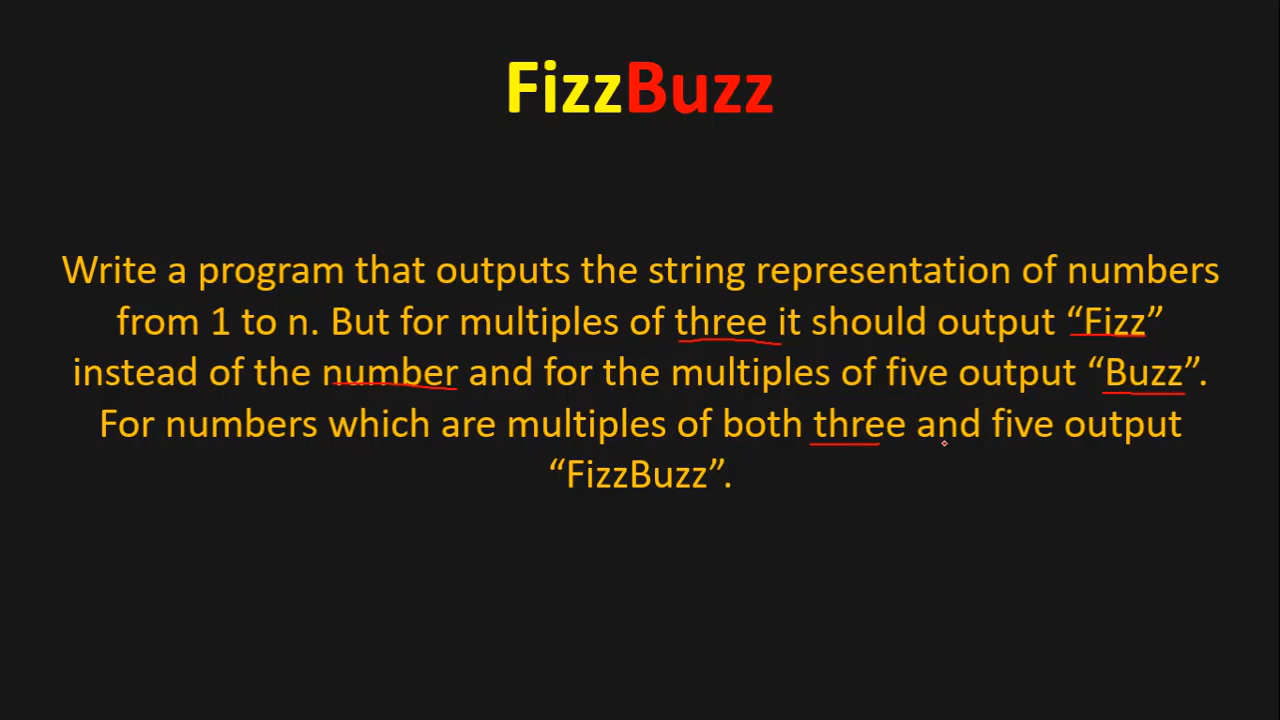 FizzBuzz
Write a program that outputs the string representation of numbers
from 1 to n. But for multiples of three it should output “Fizz”
instead of the number and for the multiples of five output “Buzz”.
For numbers which are multiples of both three and five output
“FizzBuzz”.